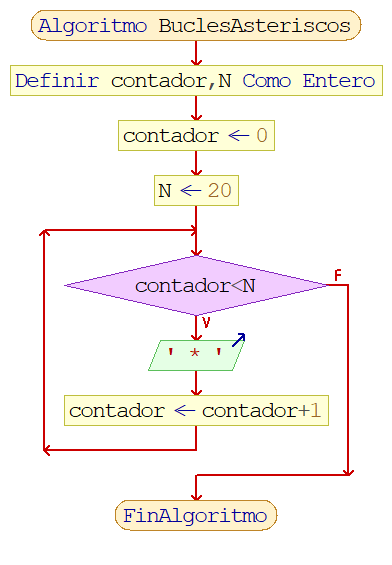 Algoritmo BuclesAsteriscos
Definir contador,N Como Entero
contador ← 0
N ← 20
contador<N
F
V
' * '
contador ← contador+1
FinAlgoritmo